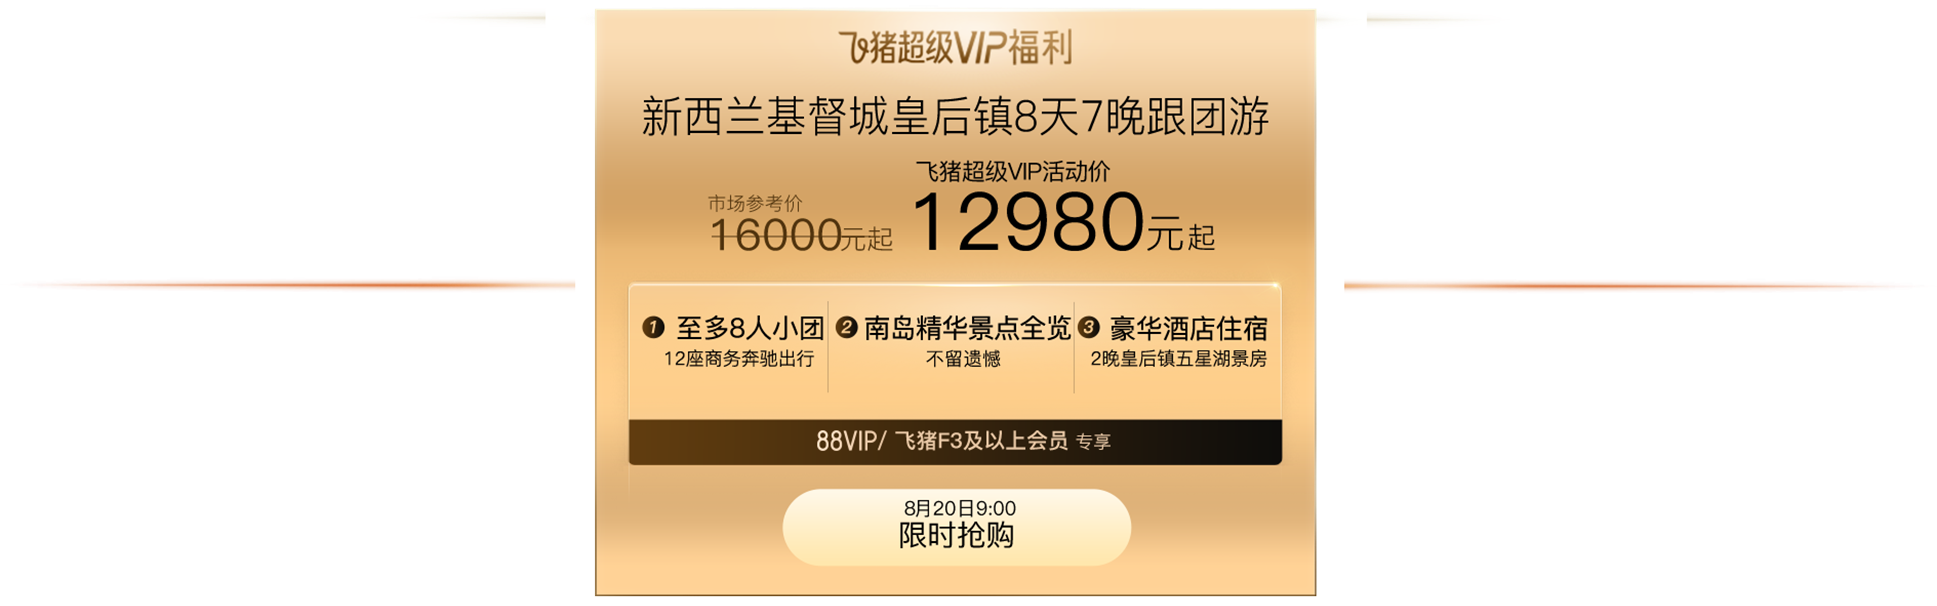 飞猪超级VIP福利
新西兰基督城皇后镇8天7晚跟团游
飞猪超级VIP活动价
市场参考价
16000元起
12980元起
1 至多8人小团
12座商务奔驰出行
2 南岛精华景点全览
不留遗憾
3 豪华酒店住宿
2晚皇后镇五星湖景房
88VIP/ 飞猪F3及以上会员 专享
8月20日9:00
限时抢购